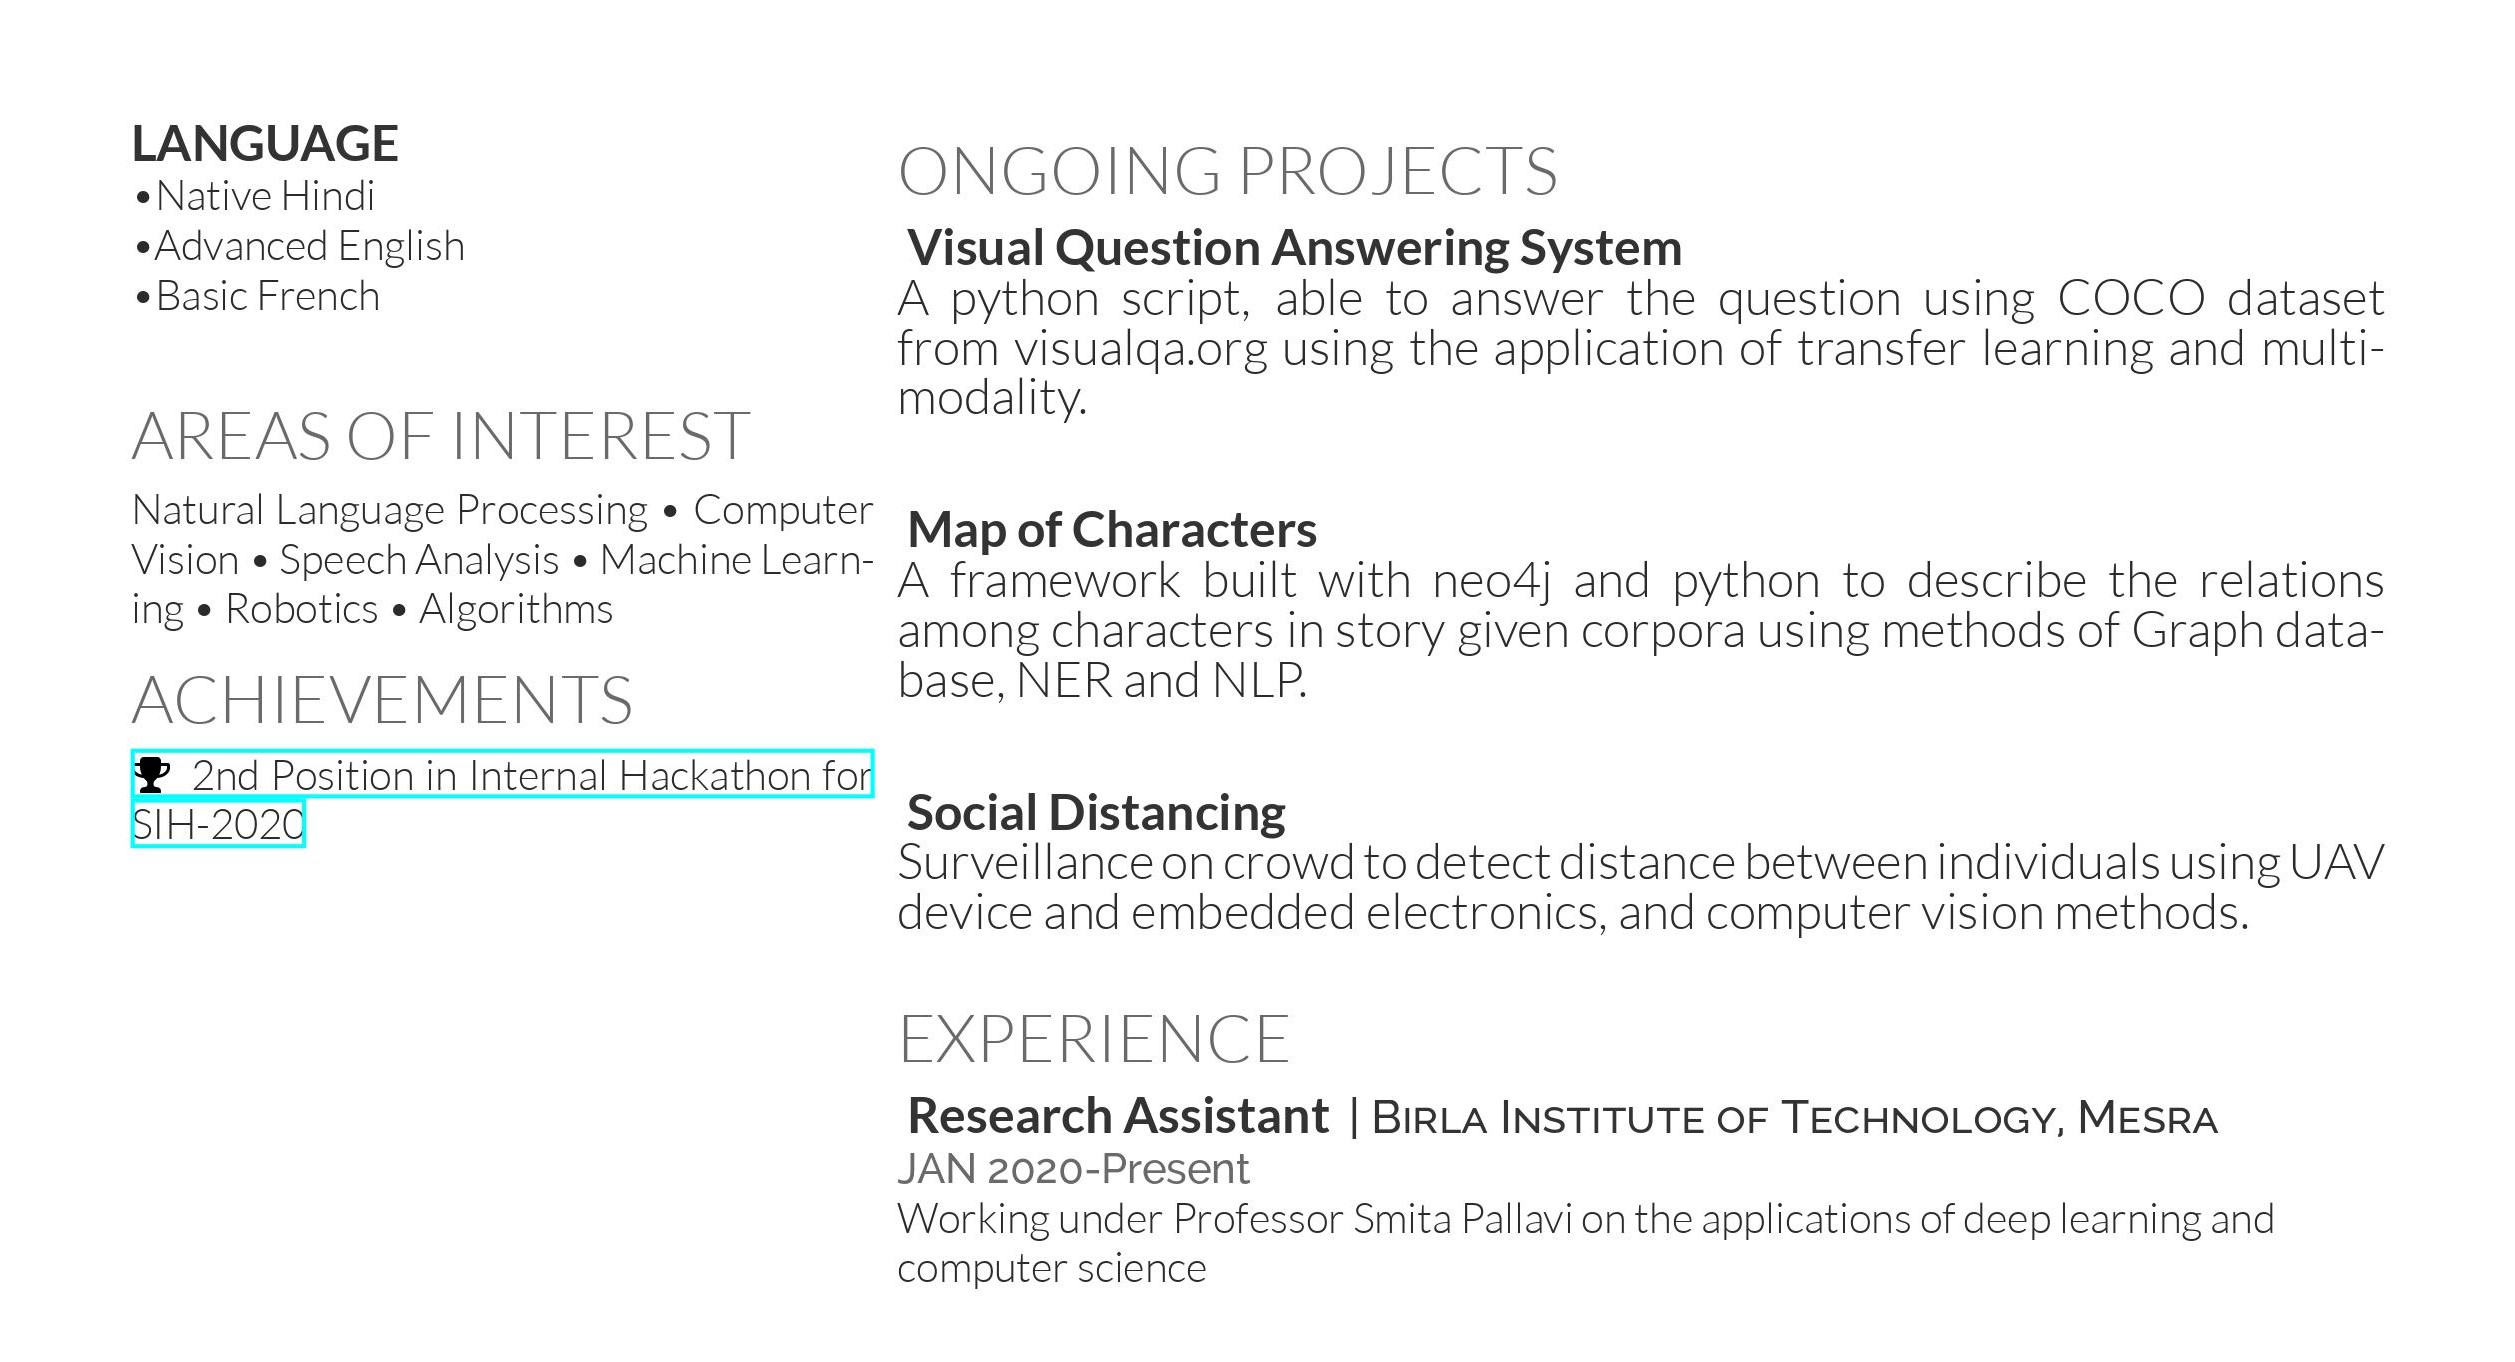 LANGUAGE
•Native Hindi
•Advanced English
•Basic French
AREAS OF INTEREST
Natural Language Processing • Computer
Vision • Speech Analysis • Machine Learn-
ing • Robotics • Algorithms
ACHIEVEMENTS
2nd Position in Internal Hackathon for
SIH-2020
ONGOING PROJECTS
Visual Question Answering System
A python script, able to answer the question using COCO dataset
from visualqa.org using the application of transfer learning and multi-
modality.
Map of Characters
A framework built with neo4j and python to describe the relations
among characters in story given corpora using methods of Graph data-
base, NER and NLP.
Social Distancing
Surveillance on crowd to detect distance between individuals using UAV
device and embedded electronics, and computer vision methods.
EXPERIENCE
Research Assistant | BIRLA INSTITUTE OF TECHNOLOGY, MESRA
JAN 2020-Present
Working under Professor Smita Pallavi on the applications of deep learning and
computer science